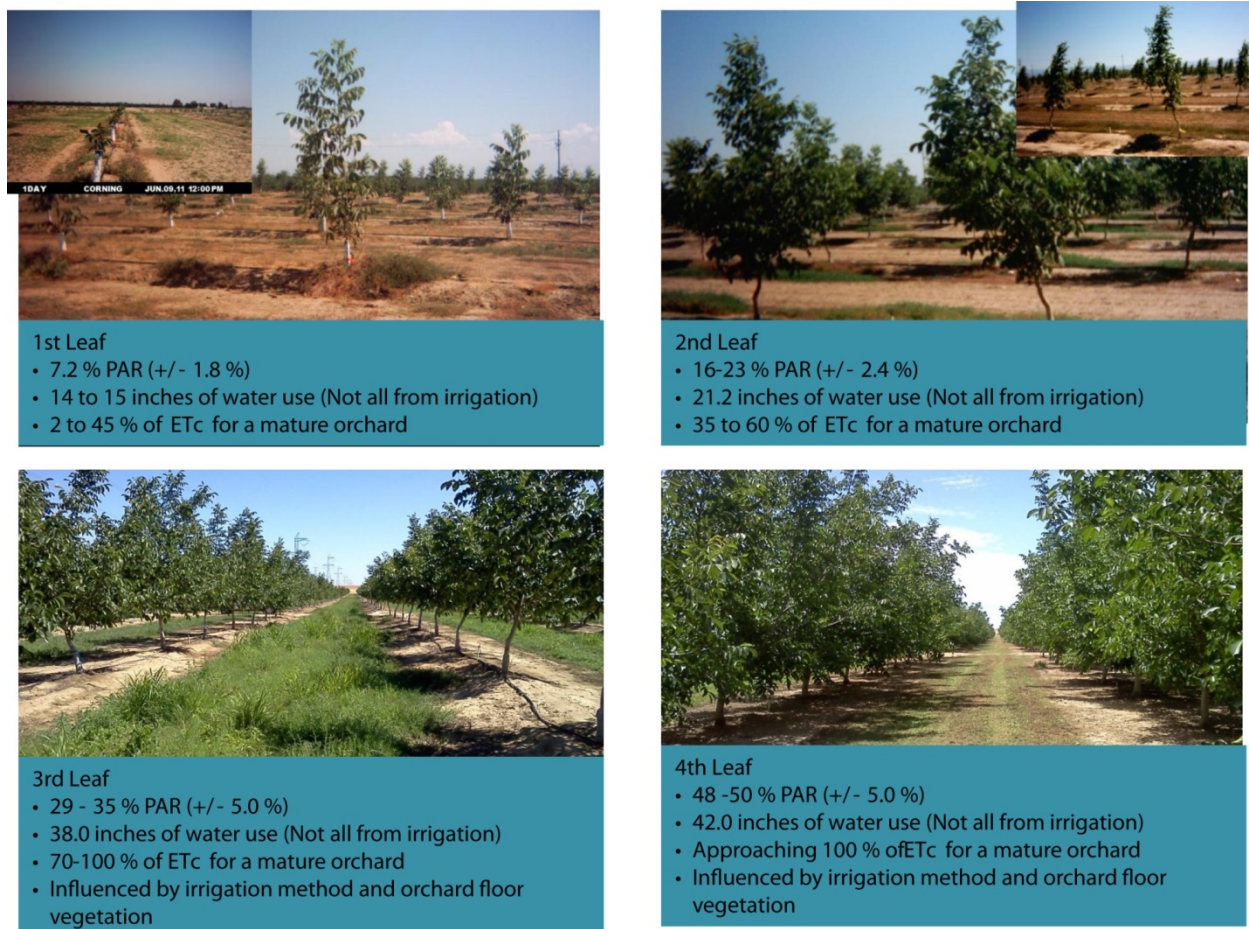 1DAY CORNING JUN.09.11 12:00 PM
1st Leaf
• 7.2 % PAR (+/- 1.8 %)
• 14 to 15 inches of water use (Not all from irrigation)
• 2 to 45 % of ETc for a mature orchard
2nd Leaf
• 16-23 % PAR (+/- 2.4 %)
• 21.2 inches of water use (Not all from irrigation)
• 35 to 60 % of ETc for a mature orchard
3rd Leaf
• 29 - 35 % PAR (+/- 5.0 %)
• 38.0 inches of water use (Not all from irrigation)
• 70-100 % of ETc for a mature orchard
• Influenced by irrigation method and orchard floor
vegetation
4th Leaf
• 48 -50 % PAR (+/- 5.0 %)
• 42.0 inches of water use (Not all from irrigation)
• Approaching 100 % ofETc for a mature orchard
• Influenced by irrigation method and orchard floor
vegetation